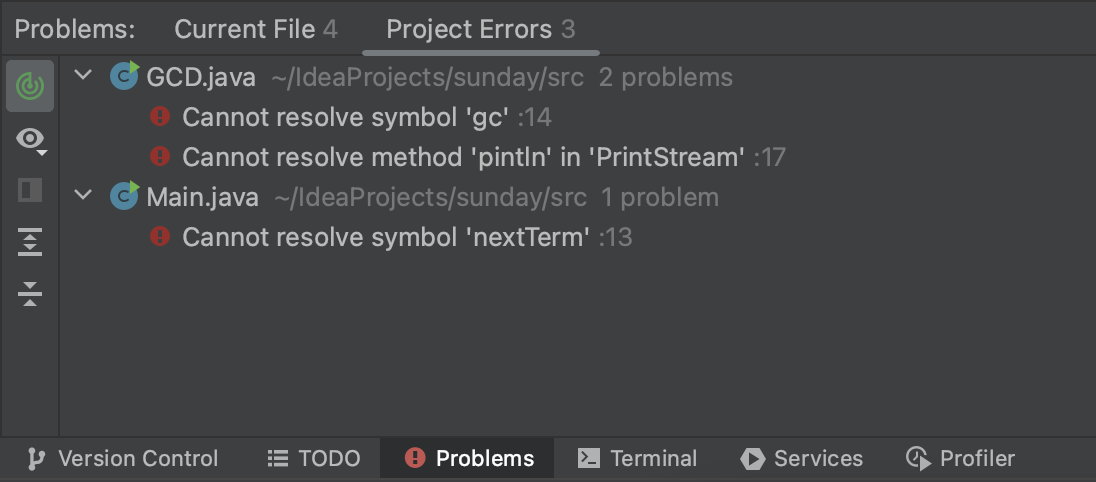 Problems: Current File 4 Project Errors 3
GCD.java ~/IdeaProjects/sunday/src 2 problems
Cannot resolve symbol 'gc' :14
Cannot resolve method 'pintln' in 'PrintStream' :17
Main.java ~/IdeaProjects/sunday/src 1 problem
Cannot resolve symbol 'nextTerm' :13
Version Control TODO Problems Terminal Services Profiler